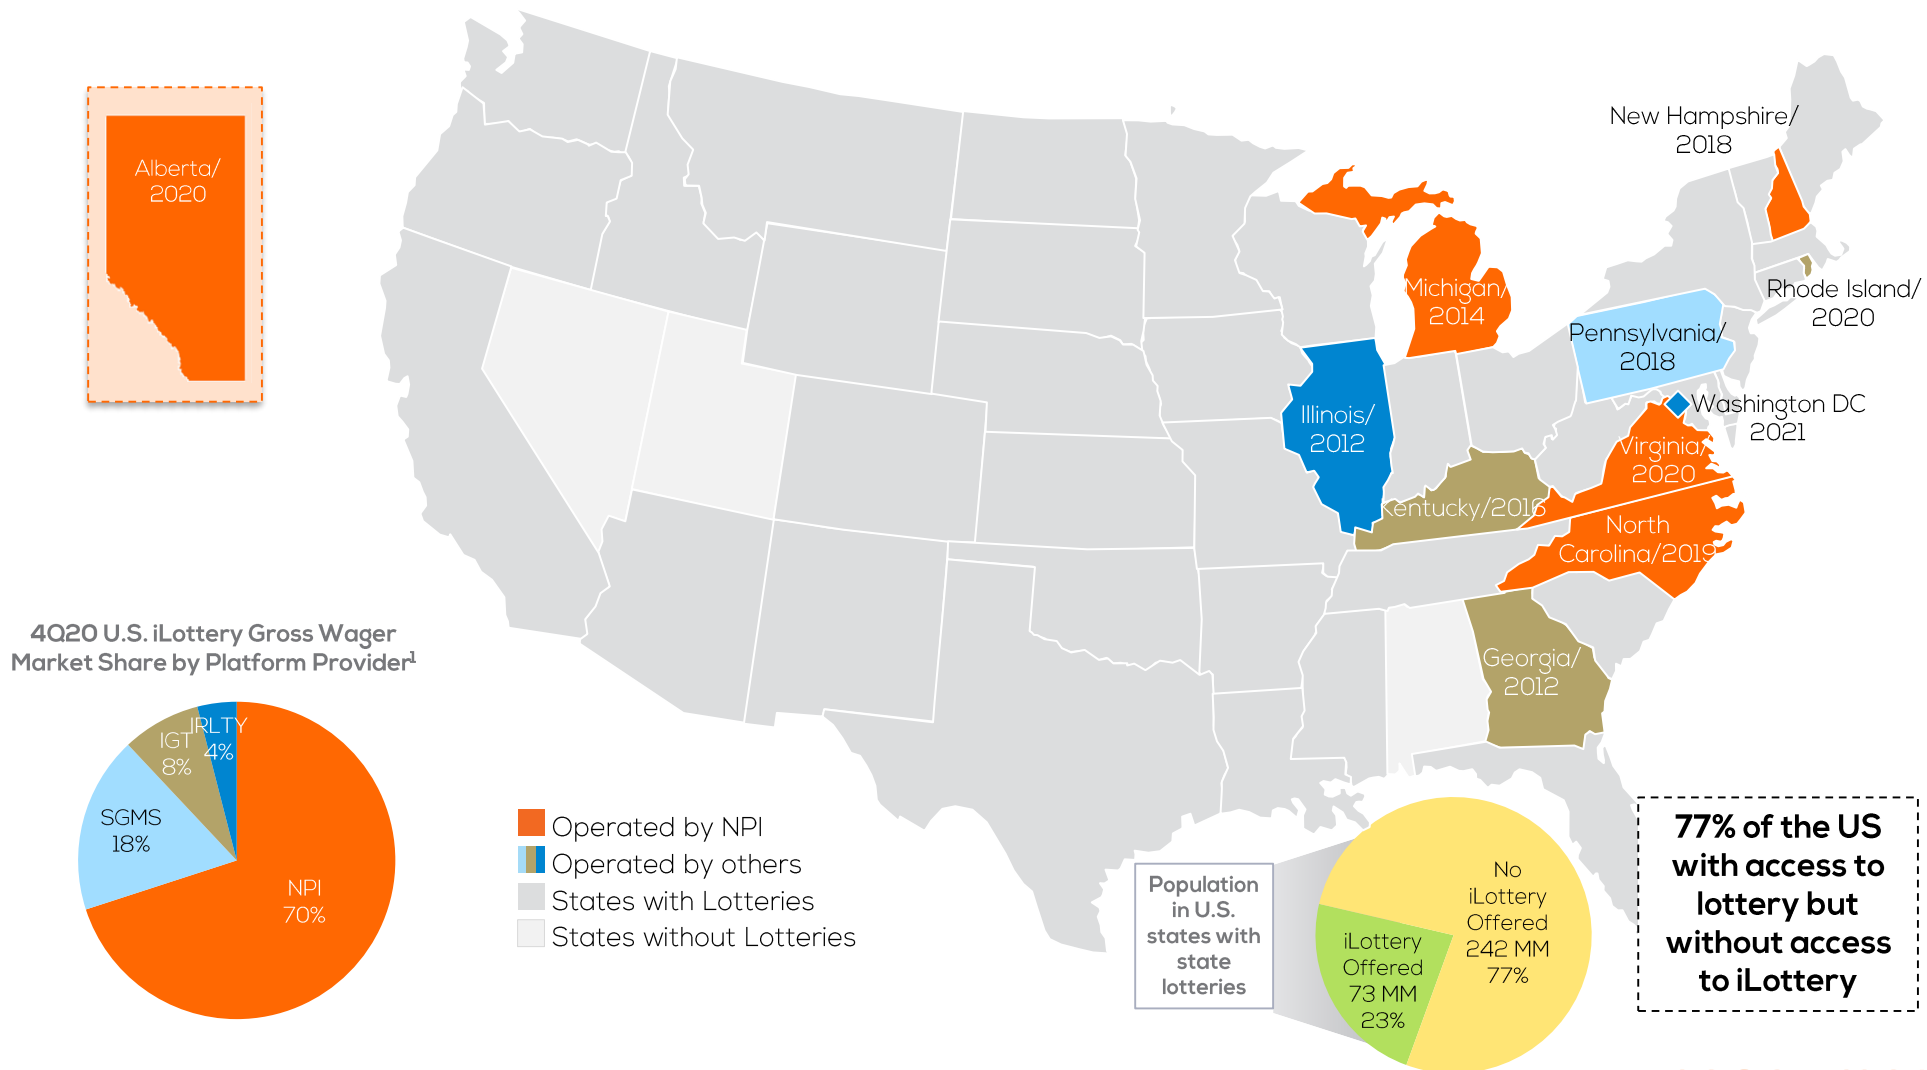 New Hampshire/
2018
Alberta/
2020
Michigan/
2014
Rhode Island/
2020
Pennsylvania/
2018
Washington DC
2021
Illinois/
2012
Virginia/
2020
Kentucky/2016
North
Carolina/2019
Georgia/
2012
4Q20 U.S. iLottery Gross Wager
Market Share by Platform Provider¹
IRLTY
4%
IGT
8%
SGMS
18%
NPI
70%
Operated by NPI
Operated by others
States with Lotteries
States without Lotteries
Population
in U.S.
states with
state
lotteries
No
iLottery
Offered
242 MM
77%
iLottery
Offered
73 MM
23%
77% of the US
with access to
lottery but
without access
to iLottery